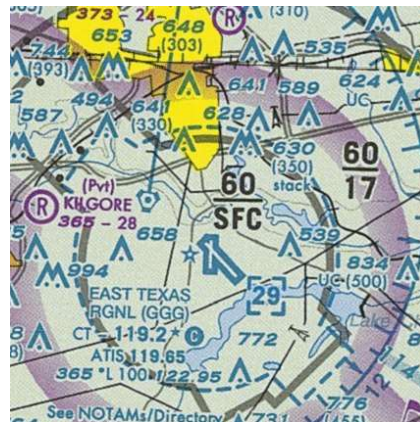 373
24
648
(303)
R
(310)
653
535
744
(393)
624
641
589
UC
494
641
(330)
628
587
630
(350)
stack
60
17
60
SFC
(Pvt)
R
KILGORE
365 - 28
658
539
994
834
UC (500)
EAST TEXAS
RGNL (GGG)
29
CT - 119.2 * C
ATIS 119.65
365 *L 100 122.95
772
Lake
114
12
776
(455)
See NOTAMs/Directory
731